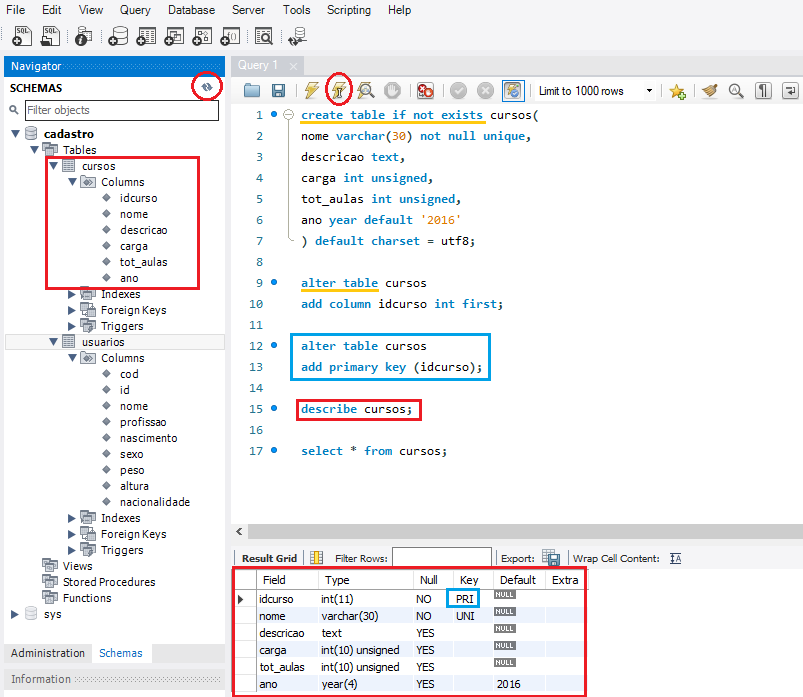 File Edit View Query Database Server Tools Scripting Help
Navigator
SCHEMAS
Filter objects
cadastro
Tables
cursos
Columns
idcurso
nome
descricao
carga
tot_aulas
ano
Indexes
Foreign Keys
Triggers
usuarios
Columns
cod
id
nome
profissao
nascimento
sexo
peso
altura
nacionalidade
Indexes
Foreign Keys
Triggers
Views
Stored Procedures
Functions
sys
Administration Schemas
Information
Query 1
Limit to 1000 rows
1 create table if not exists cursos(
2 nome varchar(30) not null unique,
3 descricao text,
4 carga int unsigned,
5 tot_aulas int unsigned,
6 ano year default '2016'
7 ) default charset = utf8;
8
9 alter table cursos
10 add column idcurso int first;
11
12 alter table cursos
13 add primary key (idcurso);
14
15 describe cursos;
16
17 select * from cursos;
Result Grid Filter Rows: Export: Wrap Cell Content:
Field Type Null Key Default Extra
idcurso int(11) NO PRI NULL
nome varchar(30) NO UNI NULL
descricao text YES NULL
carga int(10) unsigned YES NULL
tot_aulas int(10) unsigned YES NULL
ano year(4) YES 2016